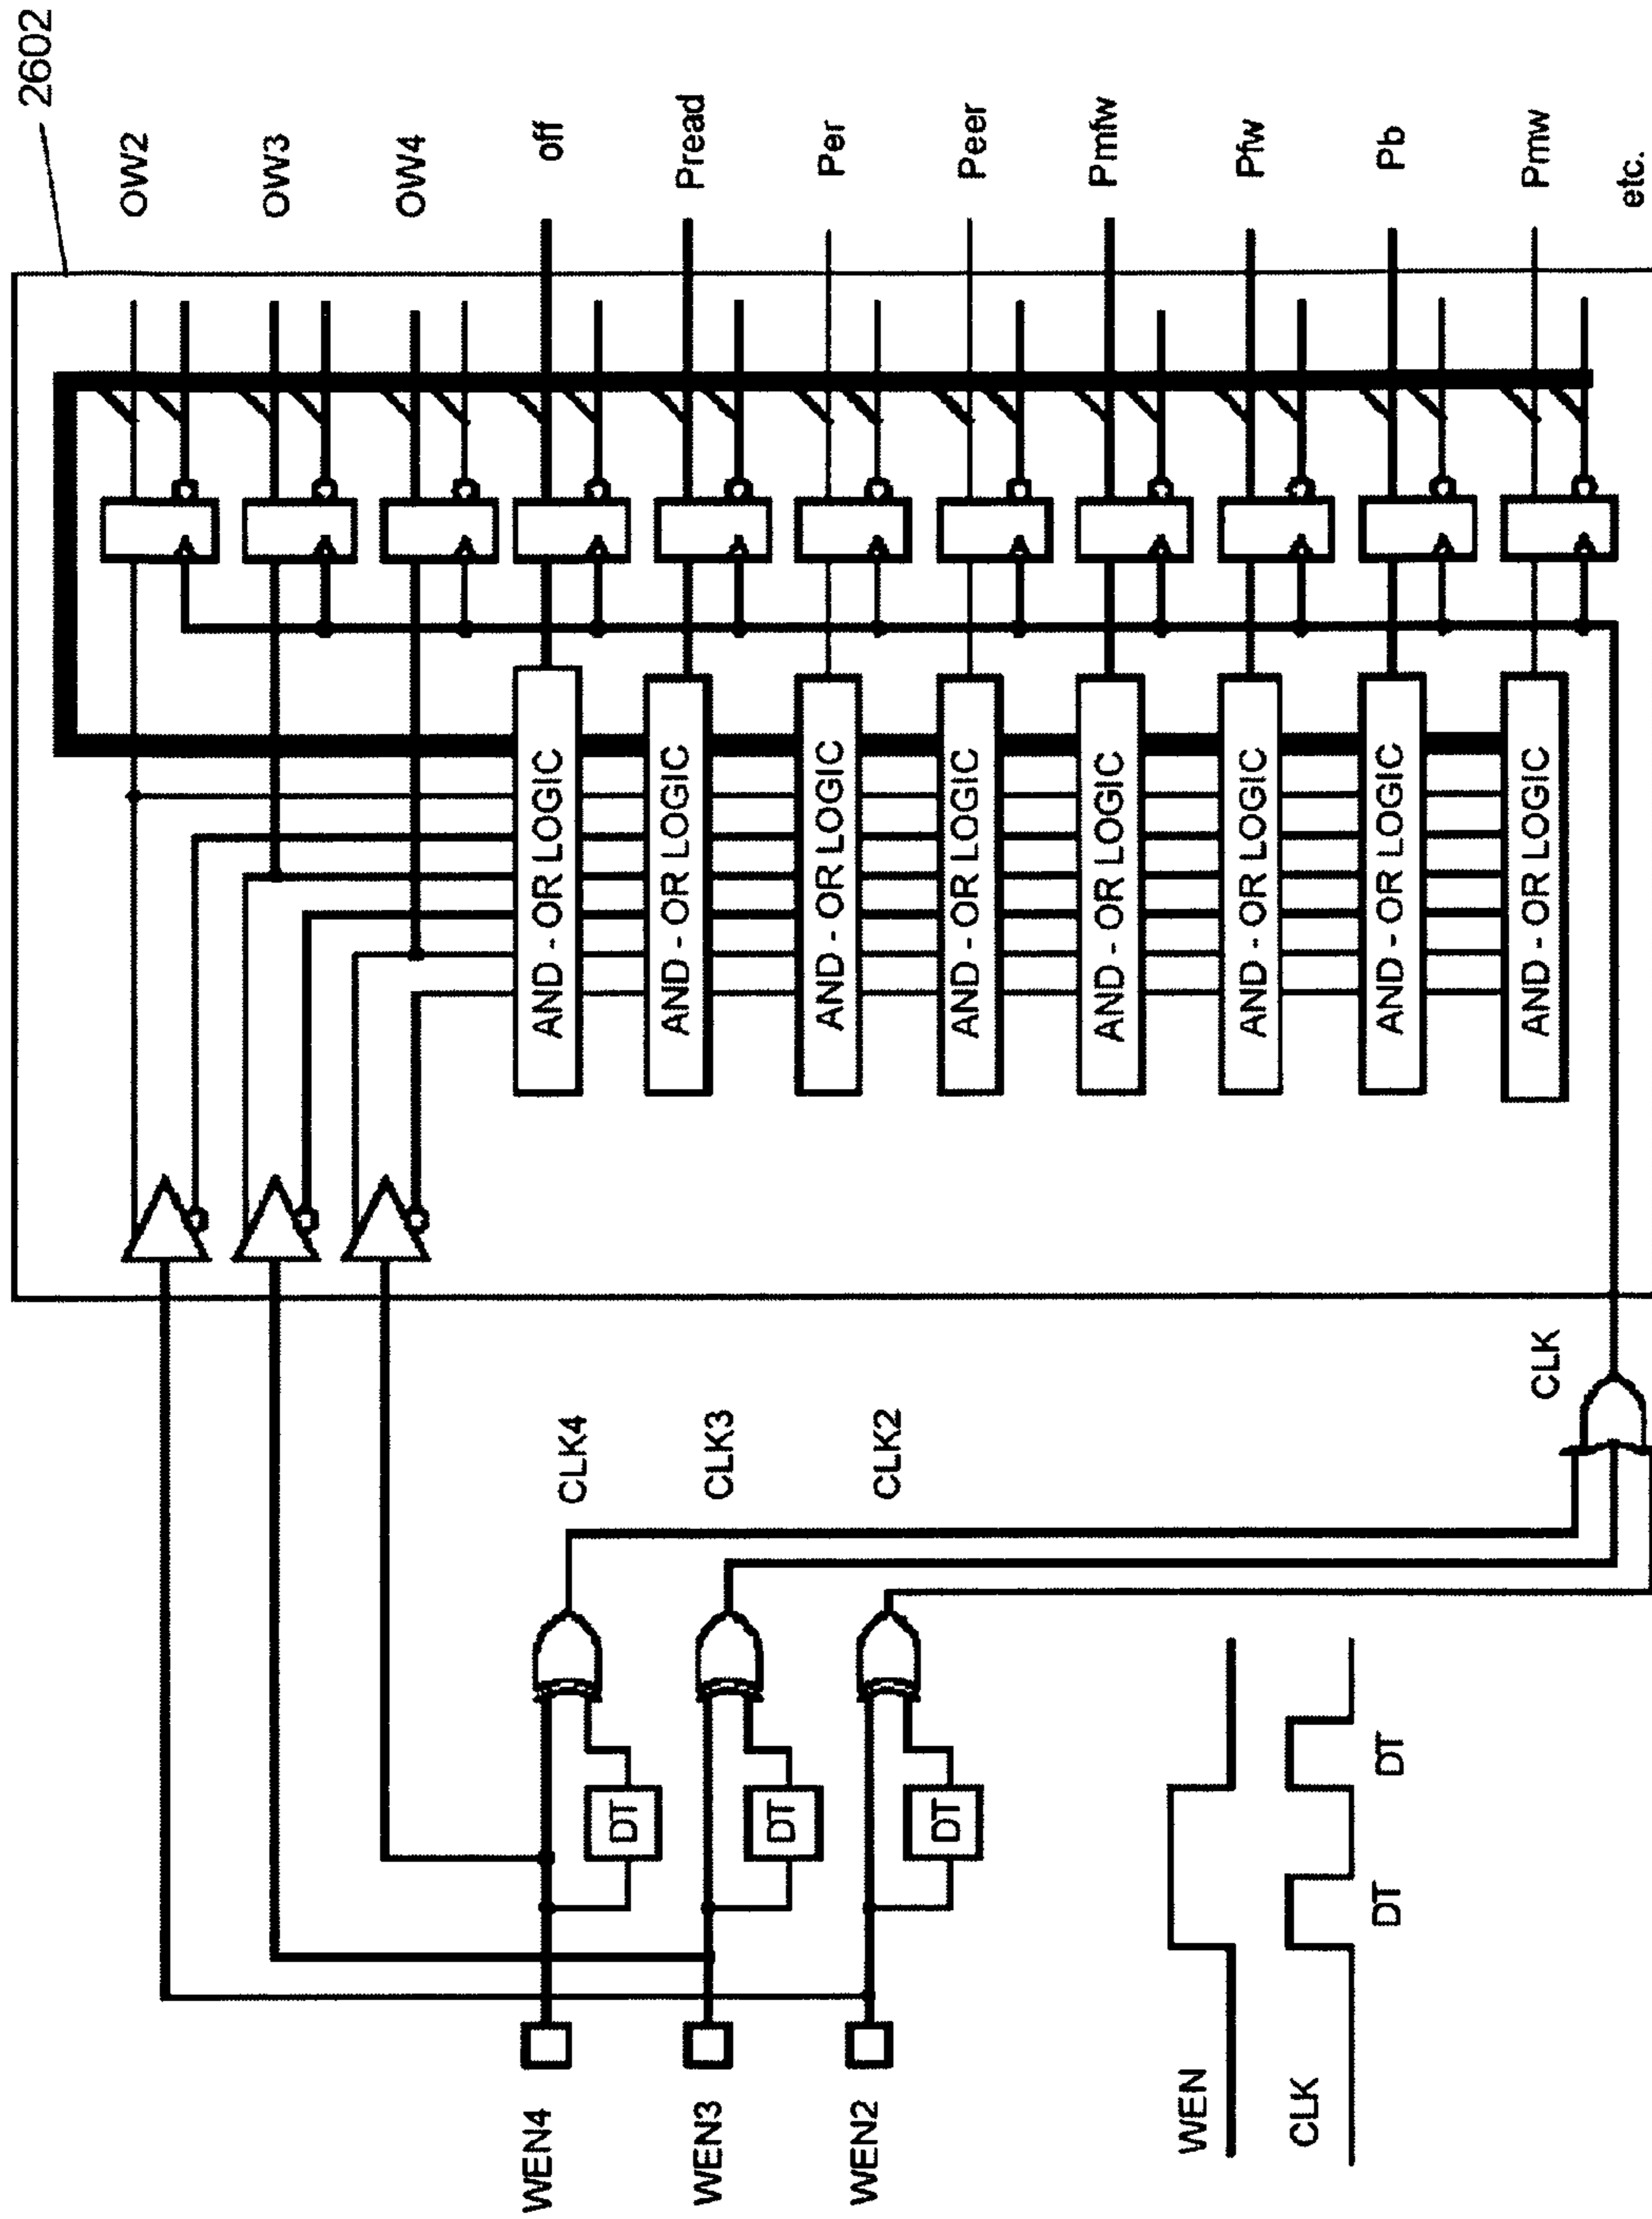 2602
OW2
OW3
OW4
off
Pread
Per
Peer
Pmfw
Pfw
Pb
Pmw
etc.
AND - OR LOGIC
AND - OR LOGIC
AND - OR LOGIC
AND - OR LOGIC
AND - OR LOGIC
AND - OR LOGIC
AND - OR LOGIC
AND - OR LOGIC
CLK4
CLK3
CLK2
CLK
DT
DT
DT
WEN4
WEN3
WEN2
WEN
CLK
DT
DT